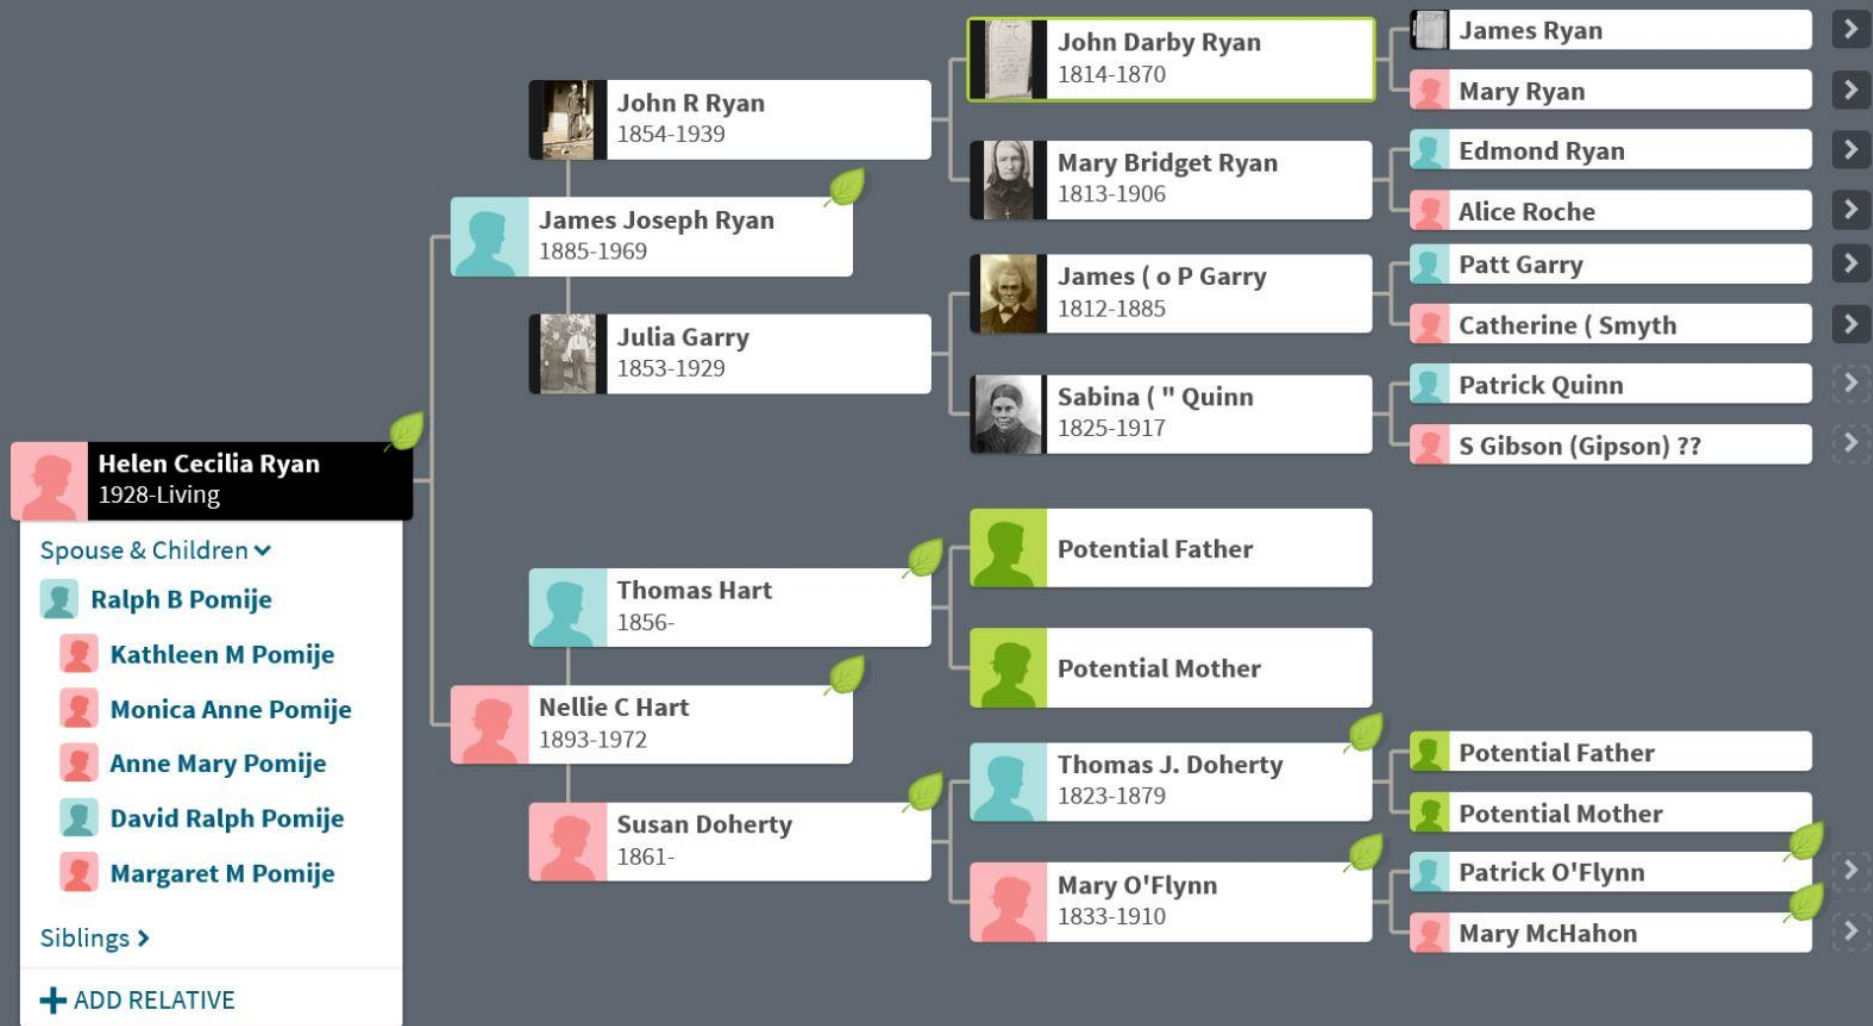 Helen Cecilia Ryan
1928-Living
Spouse & Children
Ralph B Pomije
Kathleen M Pomije
Monica Anne Pomije
Anne Mary Pomije
David Ralph Pomije
Margaret M Pomije
Siblings
ADD RELATIVE
John R Ryan
1854-1939
James Joseph Ryan
1885-1969
Julia Garry
1853-1929
Thomas Hart
1856-
Nellie C Hart
1893-1972
Susan Doherty
1861-
John Darby Ryan
1814-1870
Mary Bridget Ryan
1813-1906
James ( o P Garry
1812-1885
Sabina ( " Quinn
1825-1917
Potential Father
Potential Mother
Thomas J. Doherty
1823-1879
Mary O'Flynn
1833-1910
James Ryan
Mary Ryan
Edmond Ryan
Alice Roche
Patt Garry
Catherine ( Smyth
Patrick Quinn
S Gibson (Gipson) ??
Potential Father
Potential Mother
Patrick O'Flynn
Mary McHahon